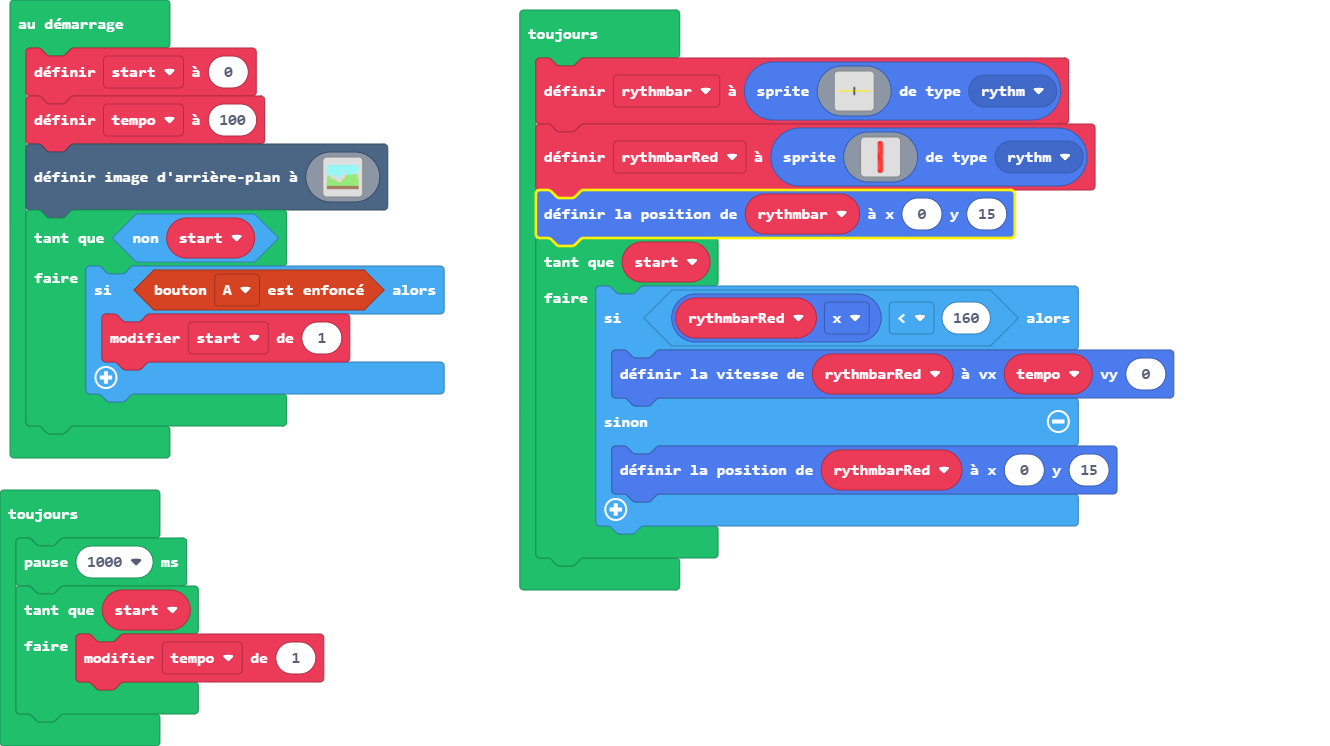 au démarrage
définir start à 0
définir tempo à 100
définir image d'arrière-plan à
tant que non start
faire
si bouton A est enfoncé alors
modifier start de 1
toujours
pause 1000 ms
tant que start
faire
modifier tempo de 1
toujours
définir rythmbar à sprite de type rythm
définir rythmbarRed à sprite de type rythm
définir la position de rythmbar à x 0 y 15
tant que start
faire
si rythmbarRed x < 160 alors
définir la vitesse de rythmbarRed à vx tempo vy 0
sinon
définir la position de rythmbarRed à x 0 y 15